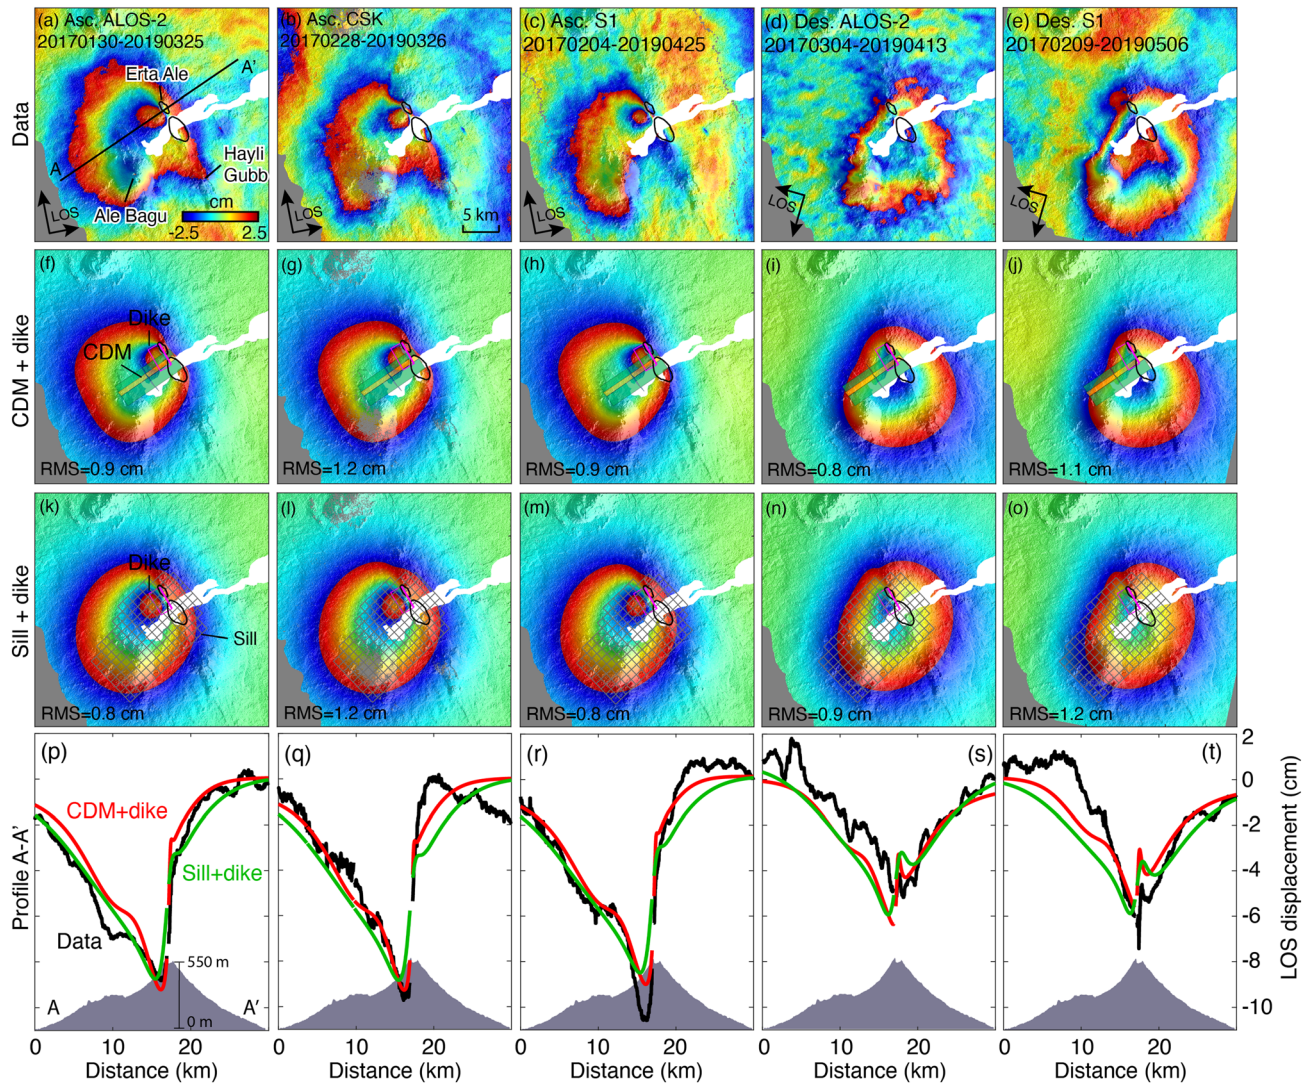 (a) Asc. ALOS-2
20170130-20190325
(b) Asc. CSK
20170228-20190326
(c) Asc. S1
20170204-20190425
(d) Des. ALOS-2
20170304-20190413
(e) Des. S1
20170209-20190506
Data
Erta Ale
A'
A
Hayli
Gubb
Ale Bagu
LOS
cm
-2.5 2.5
LOS
5 km
LOS
LOS
LOS
CDM + dike
(f)
Dike
CDM
RMS=0.9 cm
(g)
RMS=1.2 cm
(h)
RMS=0.9 cm
(i)
RMS=0.8 cm
(j)
RMS=1.1 cm
Sill + dike
(k)
Dike
Sill
RMS=0.8 cm
(l)
RMS=1.2 cm
(m)
RMS=0.8 cm
(n)
RMS=0.9 cm
(o)
RMS=1.2 cm
Profile A-A'
(p)
CDM+dike
Sill+dike
Data
550 m
0 m
A A'
(q)
(r)
(s)
(t)
2
0
-2
-4
-6
-8
-10
LOS displacement (cm)
0 10 20
Distance (km)
0 10 20
Distance (km)
0 10 20
Distance (km)
0 10 20
Distance (km)
0 10 20
Distance (km)